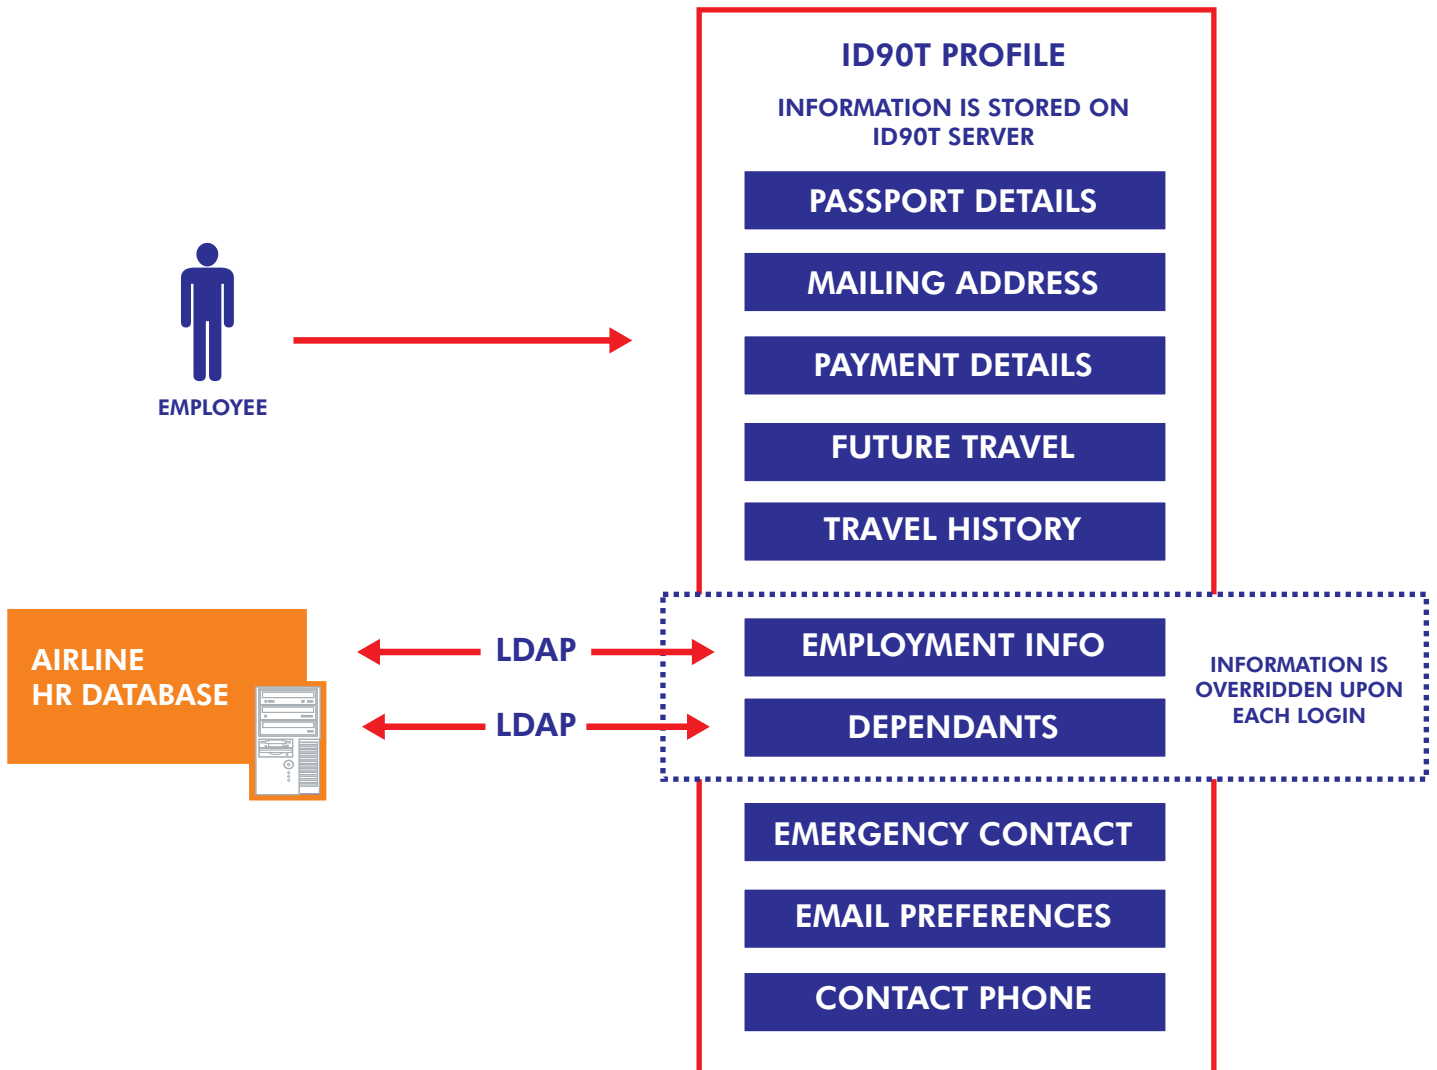 ID90T PROFILE
INFORMATION IS STORED ON
ID90T SERVER
PASSPORT DETAILS
MAILING ADDRESS
PAYMENT DETAILS
EMPLOYEE
FUTURE TRAVEL
TRAVEL HISTORY
AIRLINE
HR DATABASE
LDAP
LDAP
EMPLOYMENT INFO
DEPENDANTS
INFORMATION IS
OVERRIDDEN UPON
EACH LOGIN
EMERGENCY CONTACT
EMAIL PREFERENCES
CONTACT PHONE